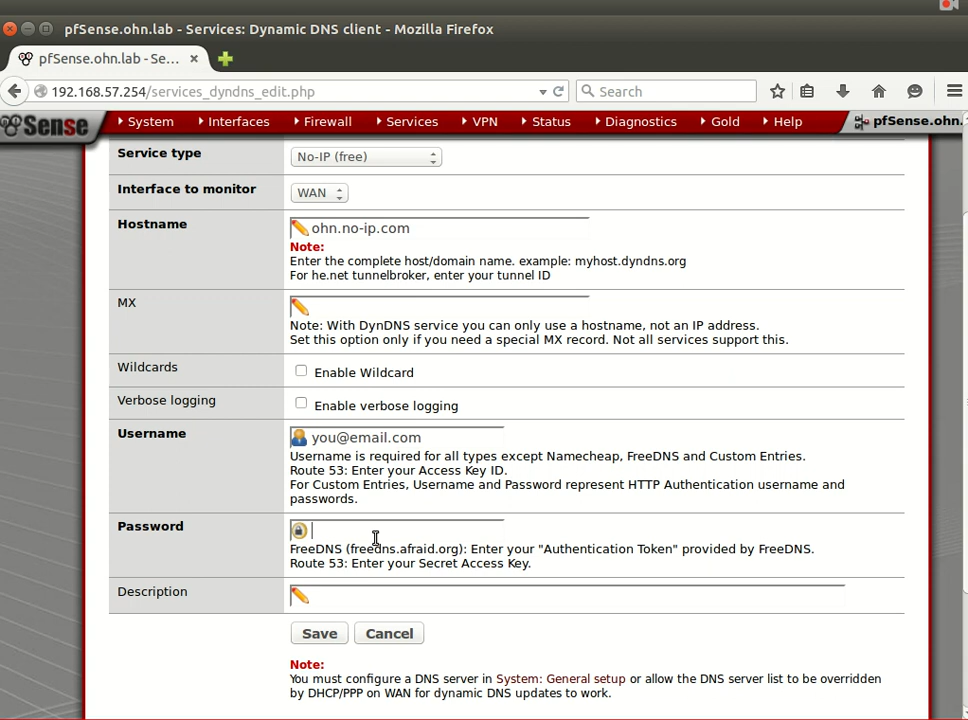 pfSense.ohn.lab - Services: Dynamic DNS client - Mozilla Firefox
pfSense.ohn.lab - Se...
192.168.57.254/services_dyndns_edit.php
Search
Sense
System Interfaces Firewall Services VPN Status Diagnostics Gold Help pfSense.ohn.
Service type
No-IP (free)
Interface to monitor
WAN
Hostname
ohn.no-ip.com
Note:
Enter the complete host/domain name. example: myhost.dyndns.org
For he.net tunnelbroker, enter your tunnel ID
MX
Note: With DynDNS service you can only use a hostname, not an IP address.
Set this option only if you need a special MX record. Not all services support this.
Wildcards
Enable Wildcard
Verbose logging
Enable verbose logging
Username
you@email.com
Username is required for all types except Namecheap, FreeDNS and Custom Entries.
Route 53: Enter your Access Key ID.
For Custom Entries, Username and Password represent HTTP Authentication username and
passwords.
Password
FreeDNS (freedns.afraid.org): Enter your "Authentication Token" provided by FreeDNS.
Route 53: Enter your Secret Access Key.
Description
Save Cancel
Note:
You must configure a DNS server in System: General setup or allow the DNS server list to be overridden
by DHCP/PPP on WAN for dynamic DNS updates to work.